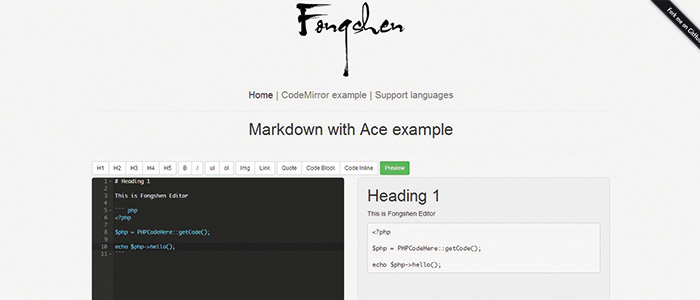 Fongshen
Fork me on GitHub
Home | CodeMirror example | Support languages
Markdown with Ace example
H1 H2 H3 H4 H5 B I ul ol Img Link Quote Code Block Code Inline Preview
1 # Heading 1
2
3 This is Fongshen Editor
4
5 ``` php
6 <?php
7
8 $php = PHPCodeHere::getCode();
9
10 echo $php->hello();
11 ```
Heading 1
This is Fongshen Editor
<?php
$php = PHPCodeHere::getCode();
echo $php->hello();